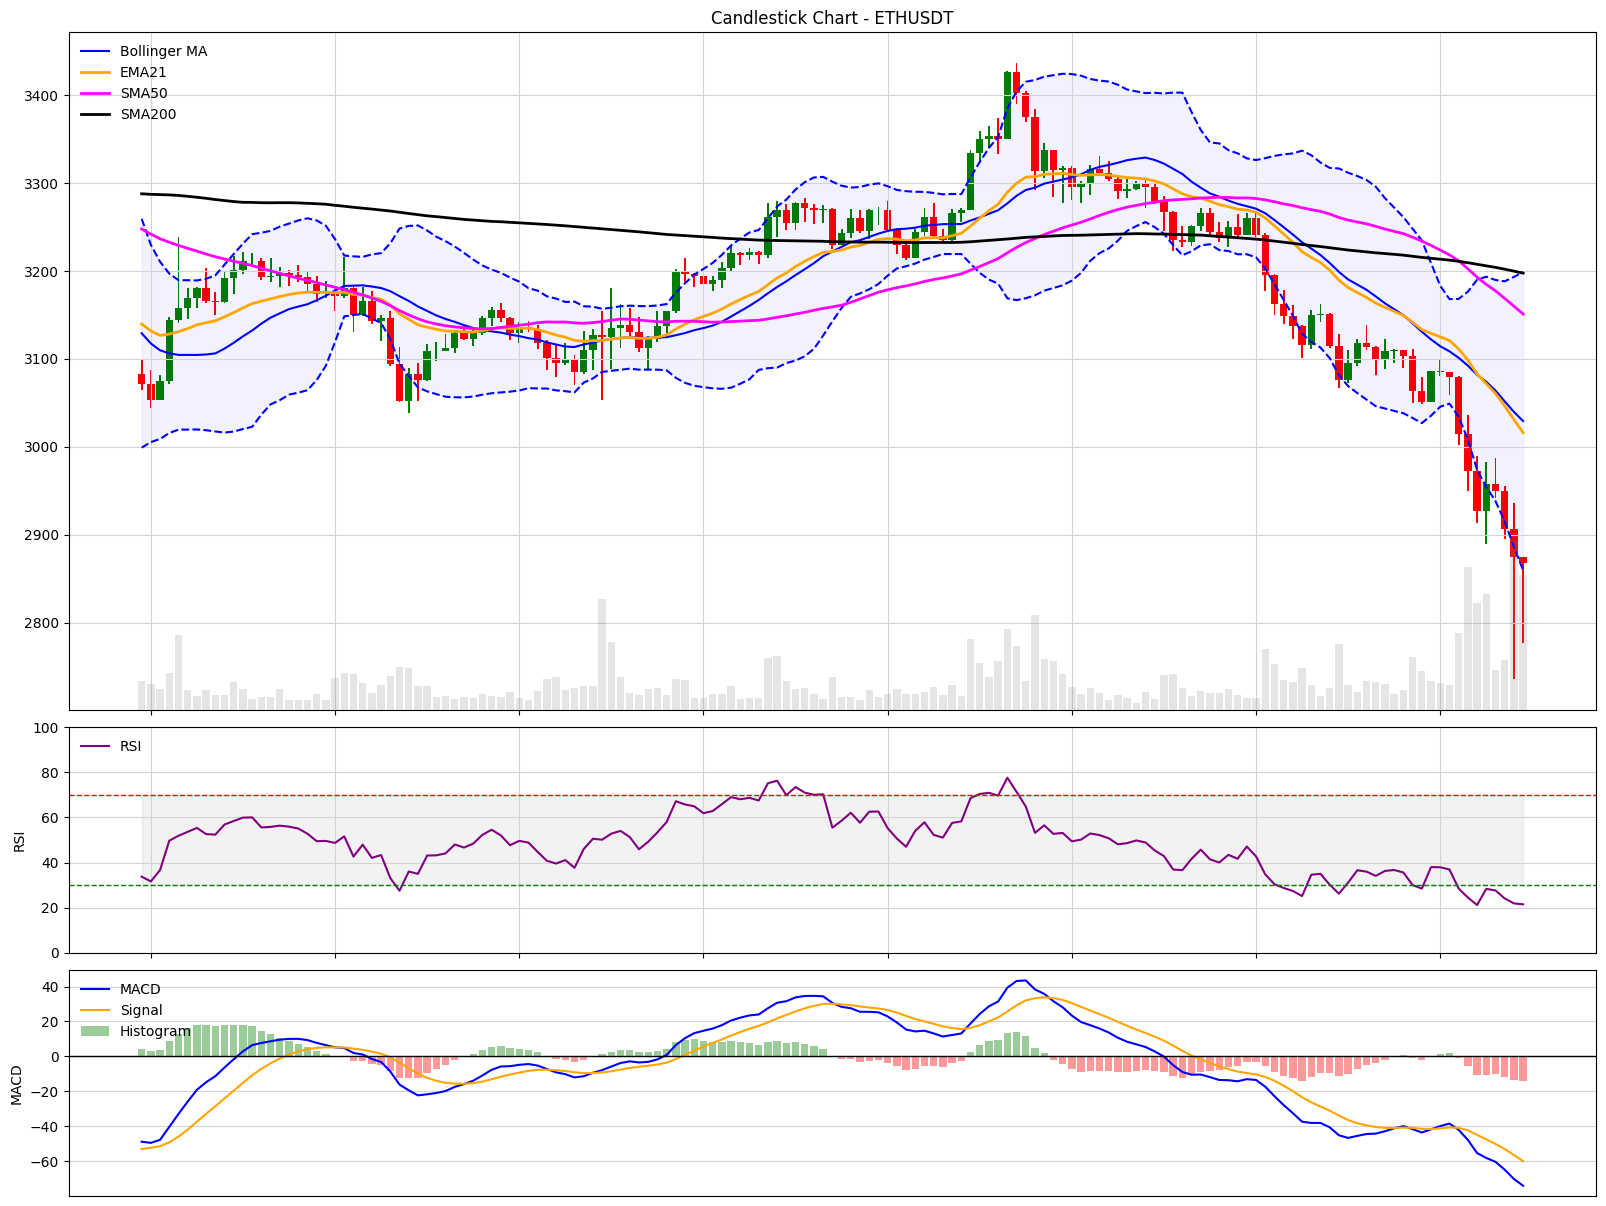 Candlestick Chart - ETHUSDT
Bollinger MA
EMA21
SMA50
SMA200
3400
3300
3200
3100
3000
2900
2800
RSI
RSI
100
80
60
40
20
0
MACD
Signal
Histogram
MACD
40
20
0
−20
−40
−60